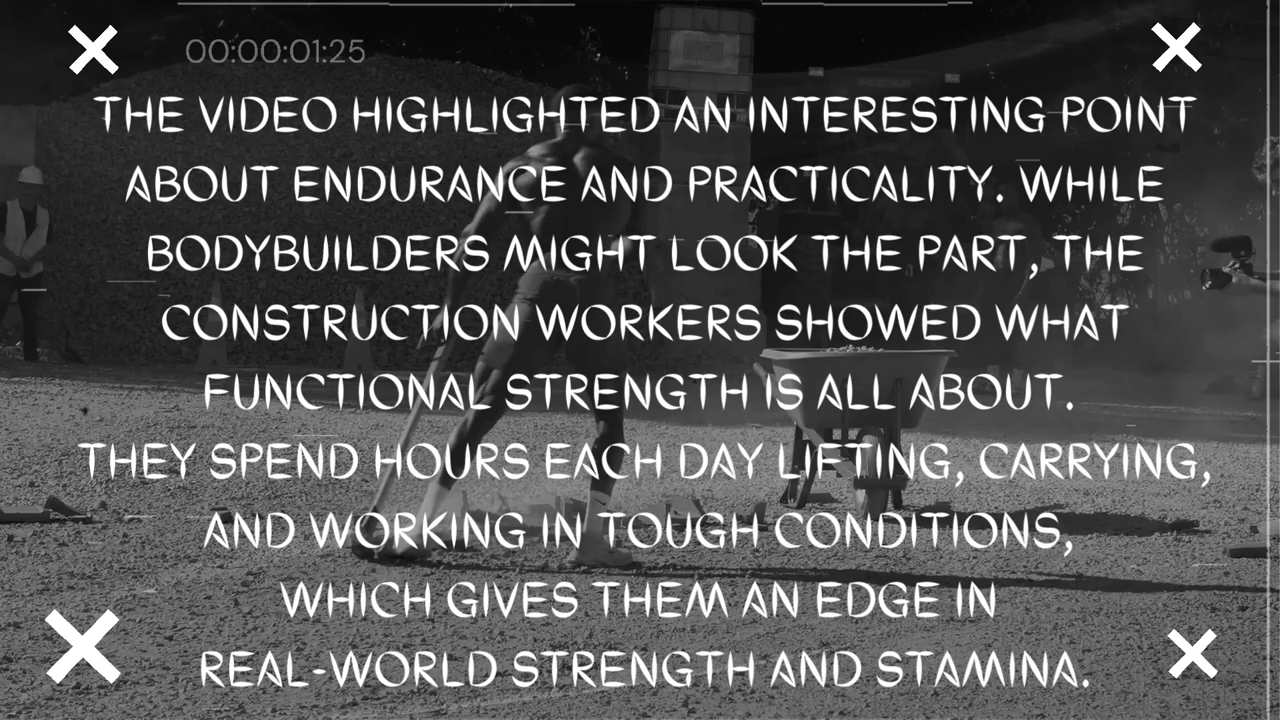 00:00:01:25
THE VIDEO HIGHLIGHTED AN INTERESTING POINT
ABOUT ENDURANCE AND PRACTICALITY. WHILE
BODYBUILDERS MIGHT LOOK THE PART, THE
CONSTRUCTION WORKERS SHOWED WHAT
FUNCTIONAL STRENGTH IS ALL ABOUT.
THEY SPEND HOURS EACH DAY LIFTING, CARRYING,
AND WORKING IN TOUGH CONDITIONS,
WHICH GIVES THEM AN EDGE IN
REAL-WORLD STRENGTH AND STAMINA.